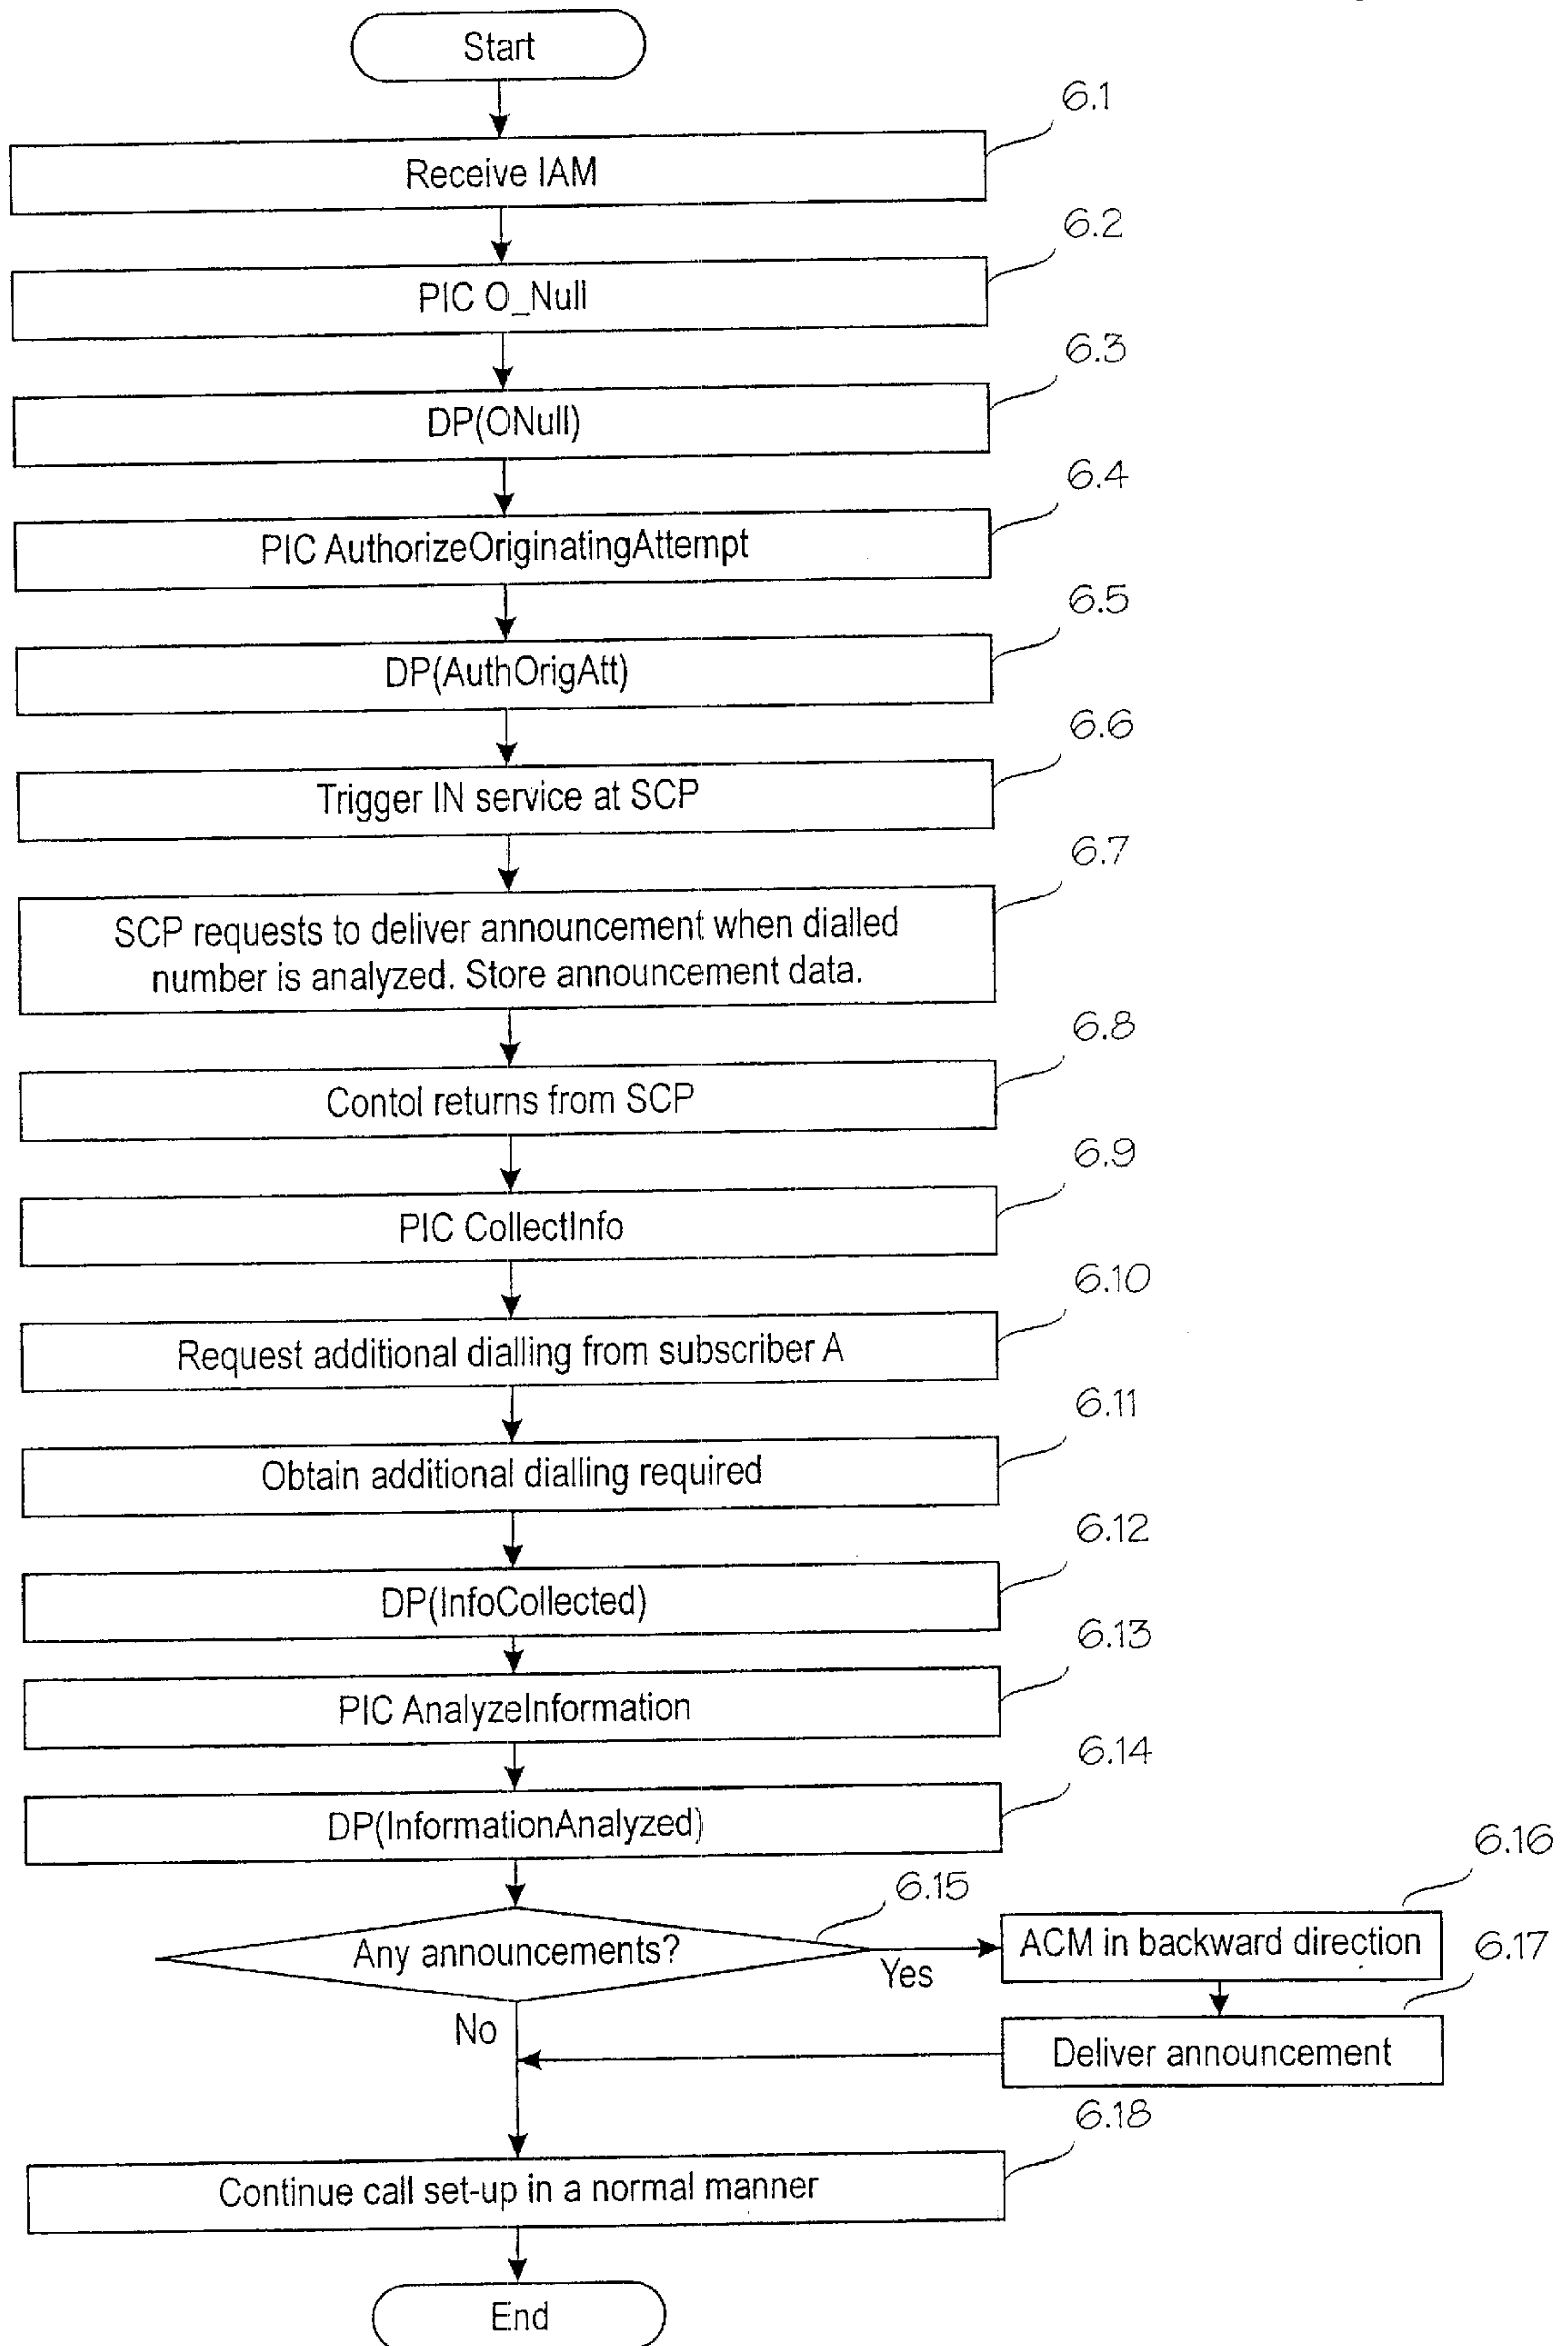 Start
6.1
Receive IAM
6.2
PIC O_Null
6.3
DP(ONull)
6.4
PIC AuthorizeOriginatingAttempt
6.5
DP(AuthOrigAtt)
6.6
Trigger IN service at SCP
6.7
SCP requests to deliver announcement when dialled
number is analyzed. Store announcement data.
6.8
Contol returns from SCP
6.9
PIC CollectInfo
6.10
Request additional dialling from subscriber A
6.11
Obtain additional dialling required
6.12
DP(InfoCollected)
6.13
PIC AnalyzeInformation
6.14
DP(InformationAnalyzed)
6.15
Any announcements?
Yes
No
6.16
ACM in backward direction
6.17
Deliver announcement
6.18
Continue call set-up in a normal manner
End